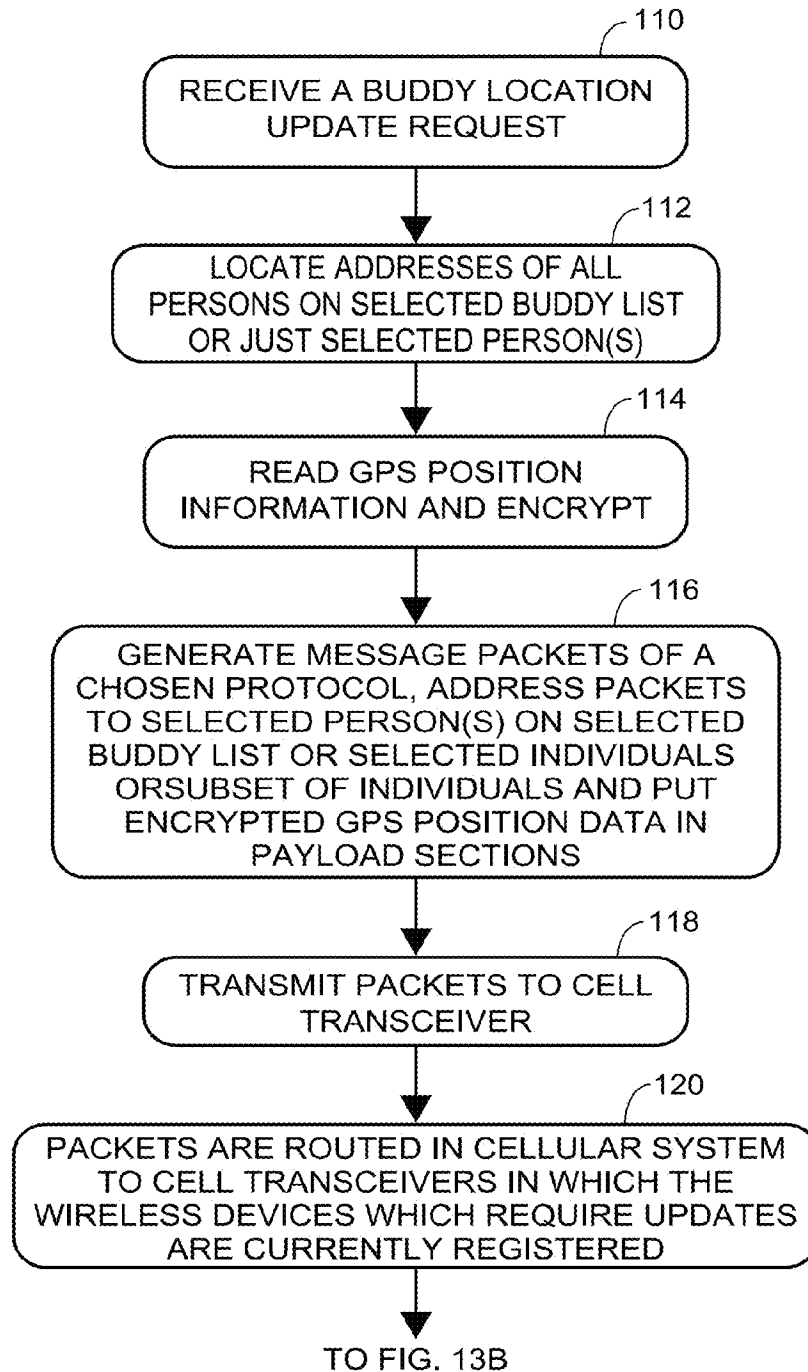 110
RECEIVE A BUDDY LOCATION
UPDATE REQUEST
112
LOCATE ADDRESSES OF ALL
PERSONS ON SELECTED BUDDY LIST
OR JUST SELECTED PERSON(S)
114
READ GPS POSITION
INFORMATION AND ENCRYPT
116
GENERATE MESSAGE PACKETS OF A
CHOSEN PROTOCOL, ADDRESS PACKETS
TO SELECTED PERSON(S) ON SELECTED
BUDDY LIST OR SELECTED INDIVIDUALS
ORSUBSET OF INDIVIDUALS AND PUT
ENCRYPTED GPS POSITION DATA IN
PAYLOAD SECTIONS
118
TRANSMIT PACKETS TO CELL
TRANSCEIVER
120
PACKETS ARE ROUTED IN CELLULAR SYSTEM
TO CELL TRANSCEIVERS IN WHICH THE
WIRELESS DEVICES WHICH REQUIRE UPDATES
ARE CURRENTLY REGISTERED
TO FIG. 13B